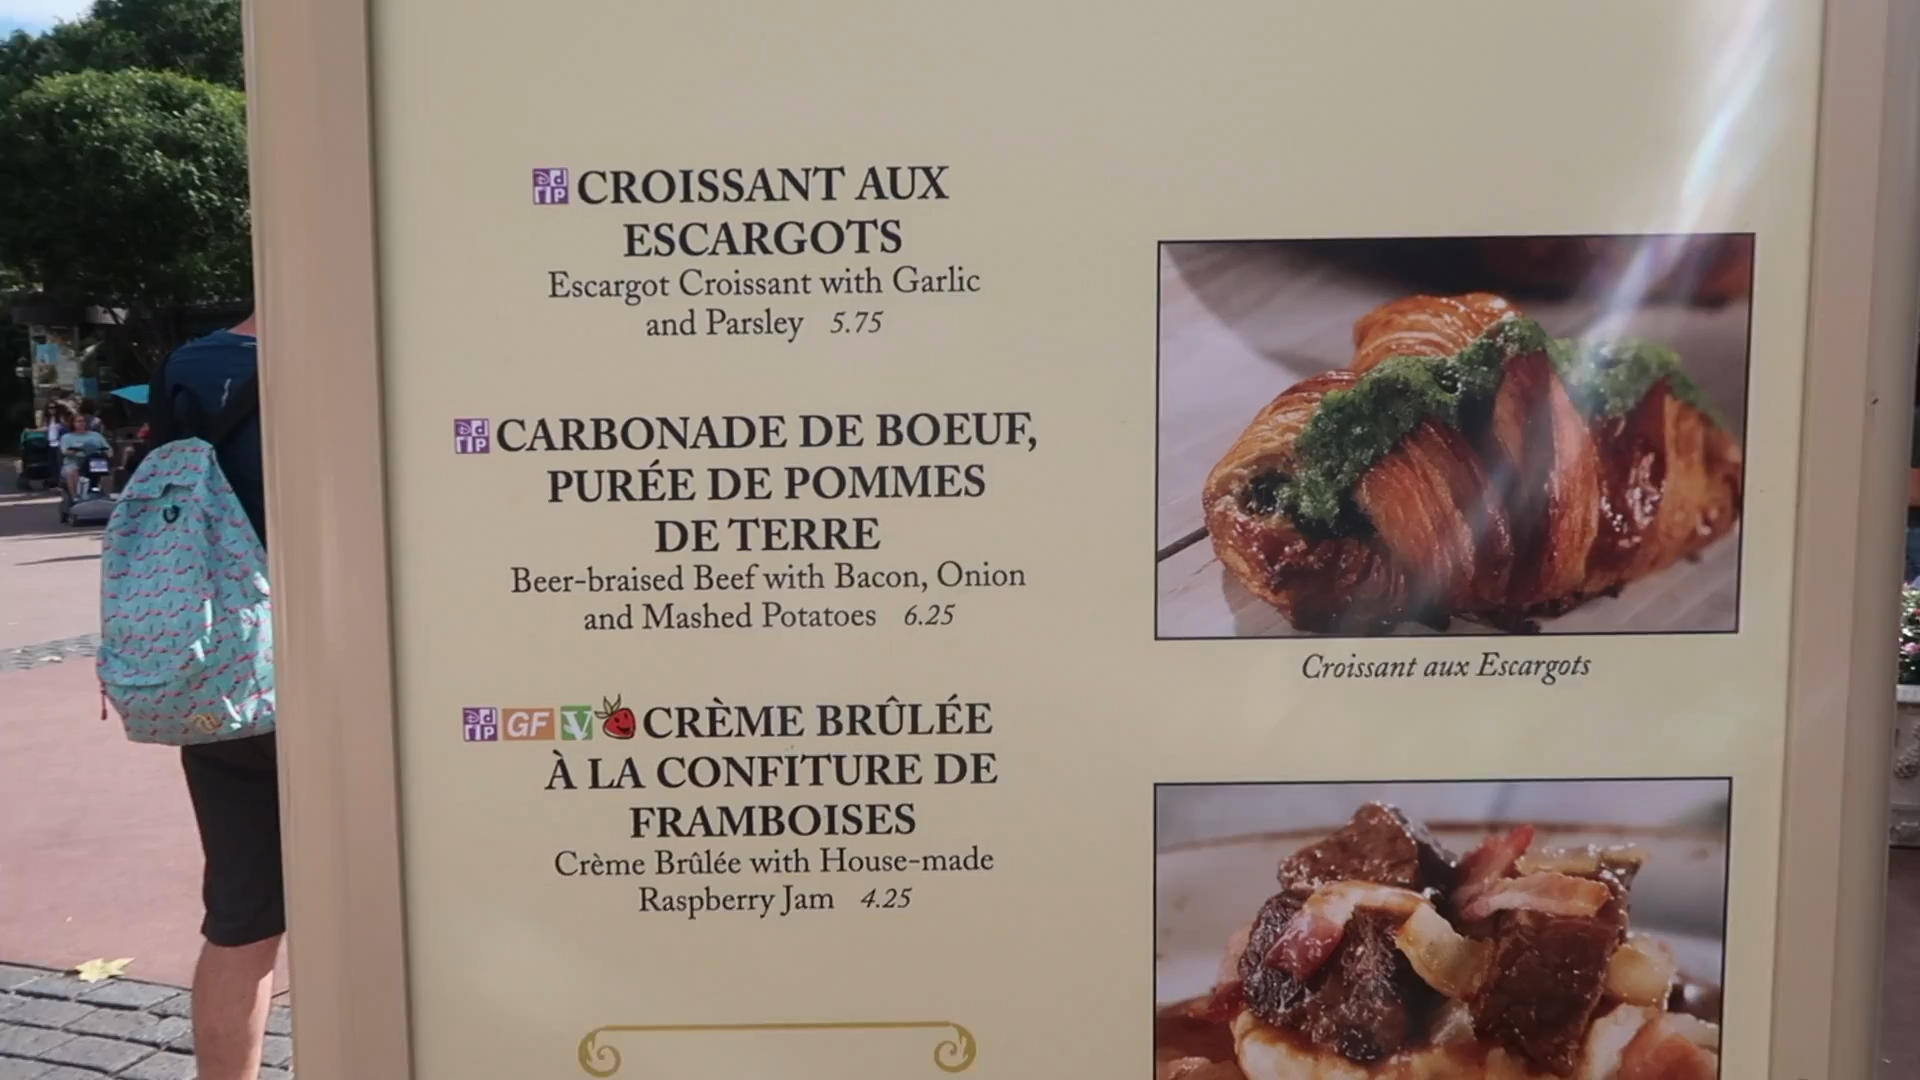 CROISSANT AUX
ESCARGOTS
Escargot Croissant with Garlic
and Parsley 5.75
CARBONADE DE BOEUF,
PURÉE DE POMMES
DE TERRE
Beer-braised Beef with Bacon, Onion
and Mashed Potatoes 6.25
GF V CRÈME BRÛLÉE
À LA CONFITURE DE
FRAMBOISES
Crème Brûlée with House-made
Raspberry Jam 4.25
Croissant aux Escargots